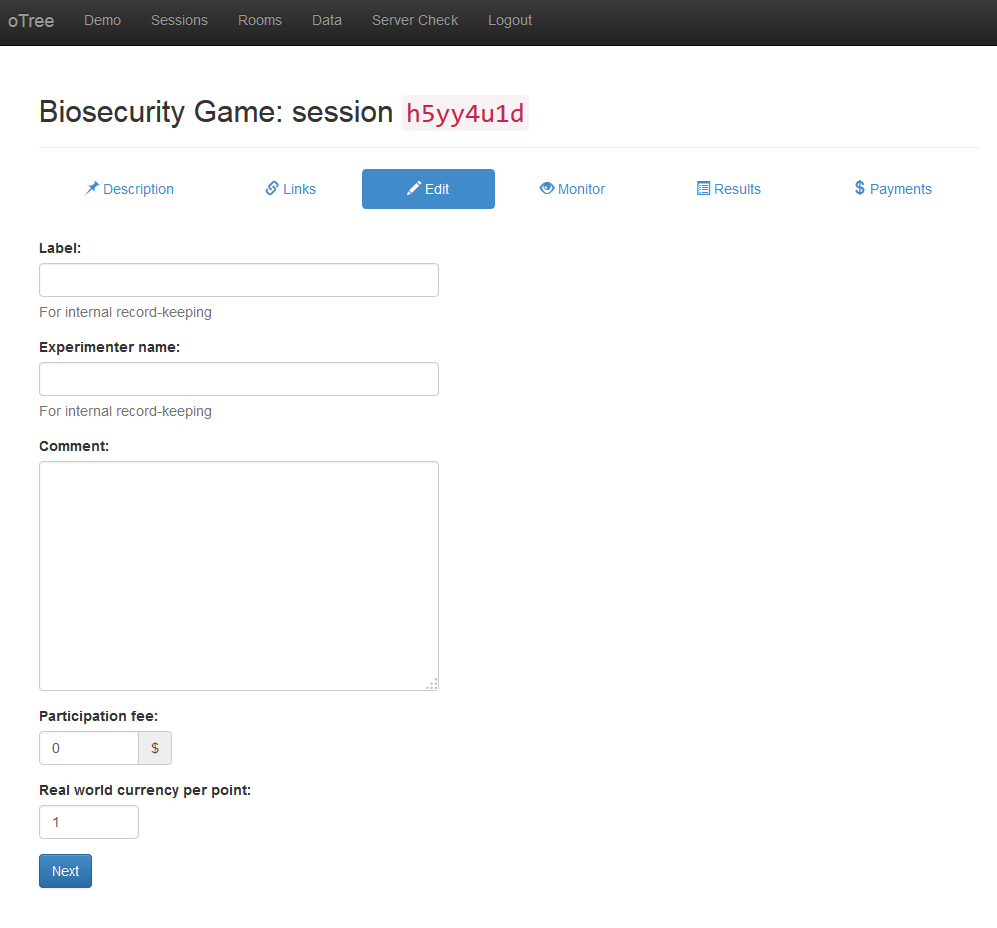 oTree Demo Sessions Rooms Data Server Check Logout
Biosecurity Game: session h5yy4u1d
Description Links Edit Monitor Results $ Payments
Label:
For internal record-keeping
Experimenter name:
For internal record-keeping
Comment:
Participation fee:
0 $
Real world currency per point:
1
Next